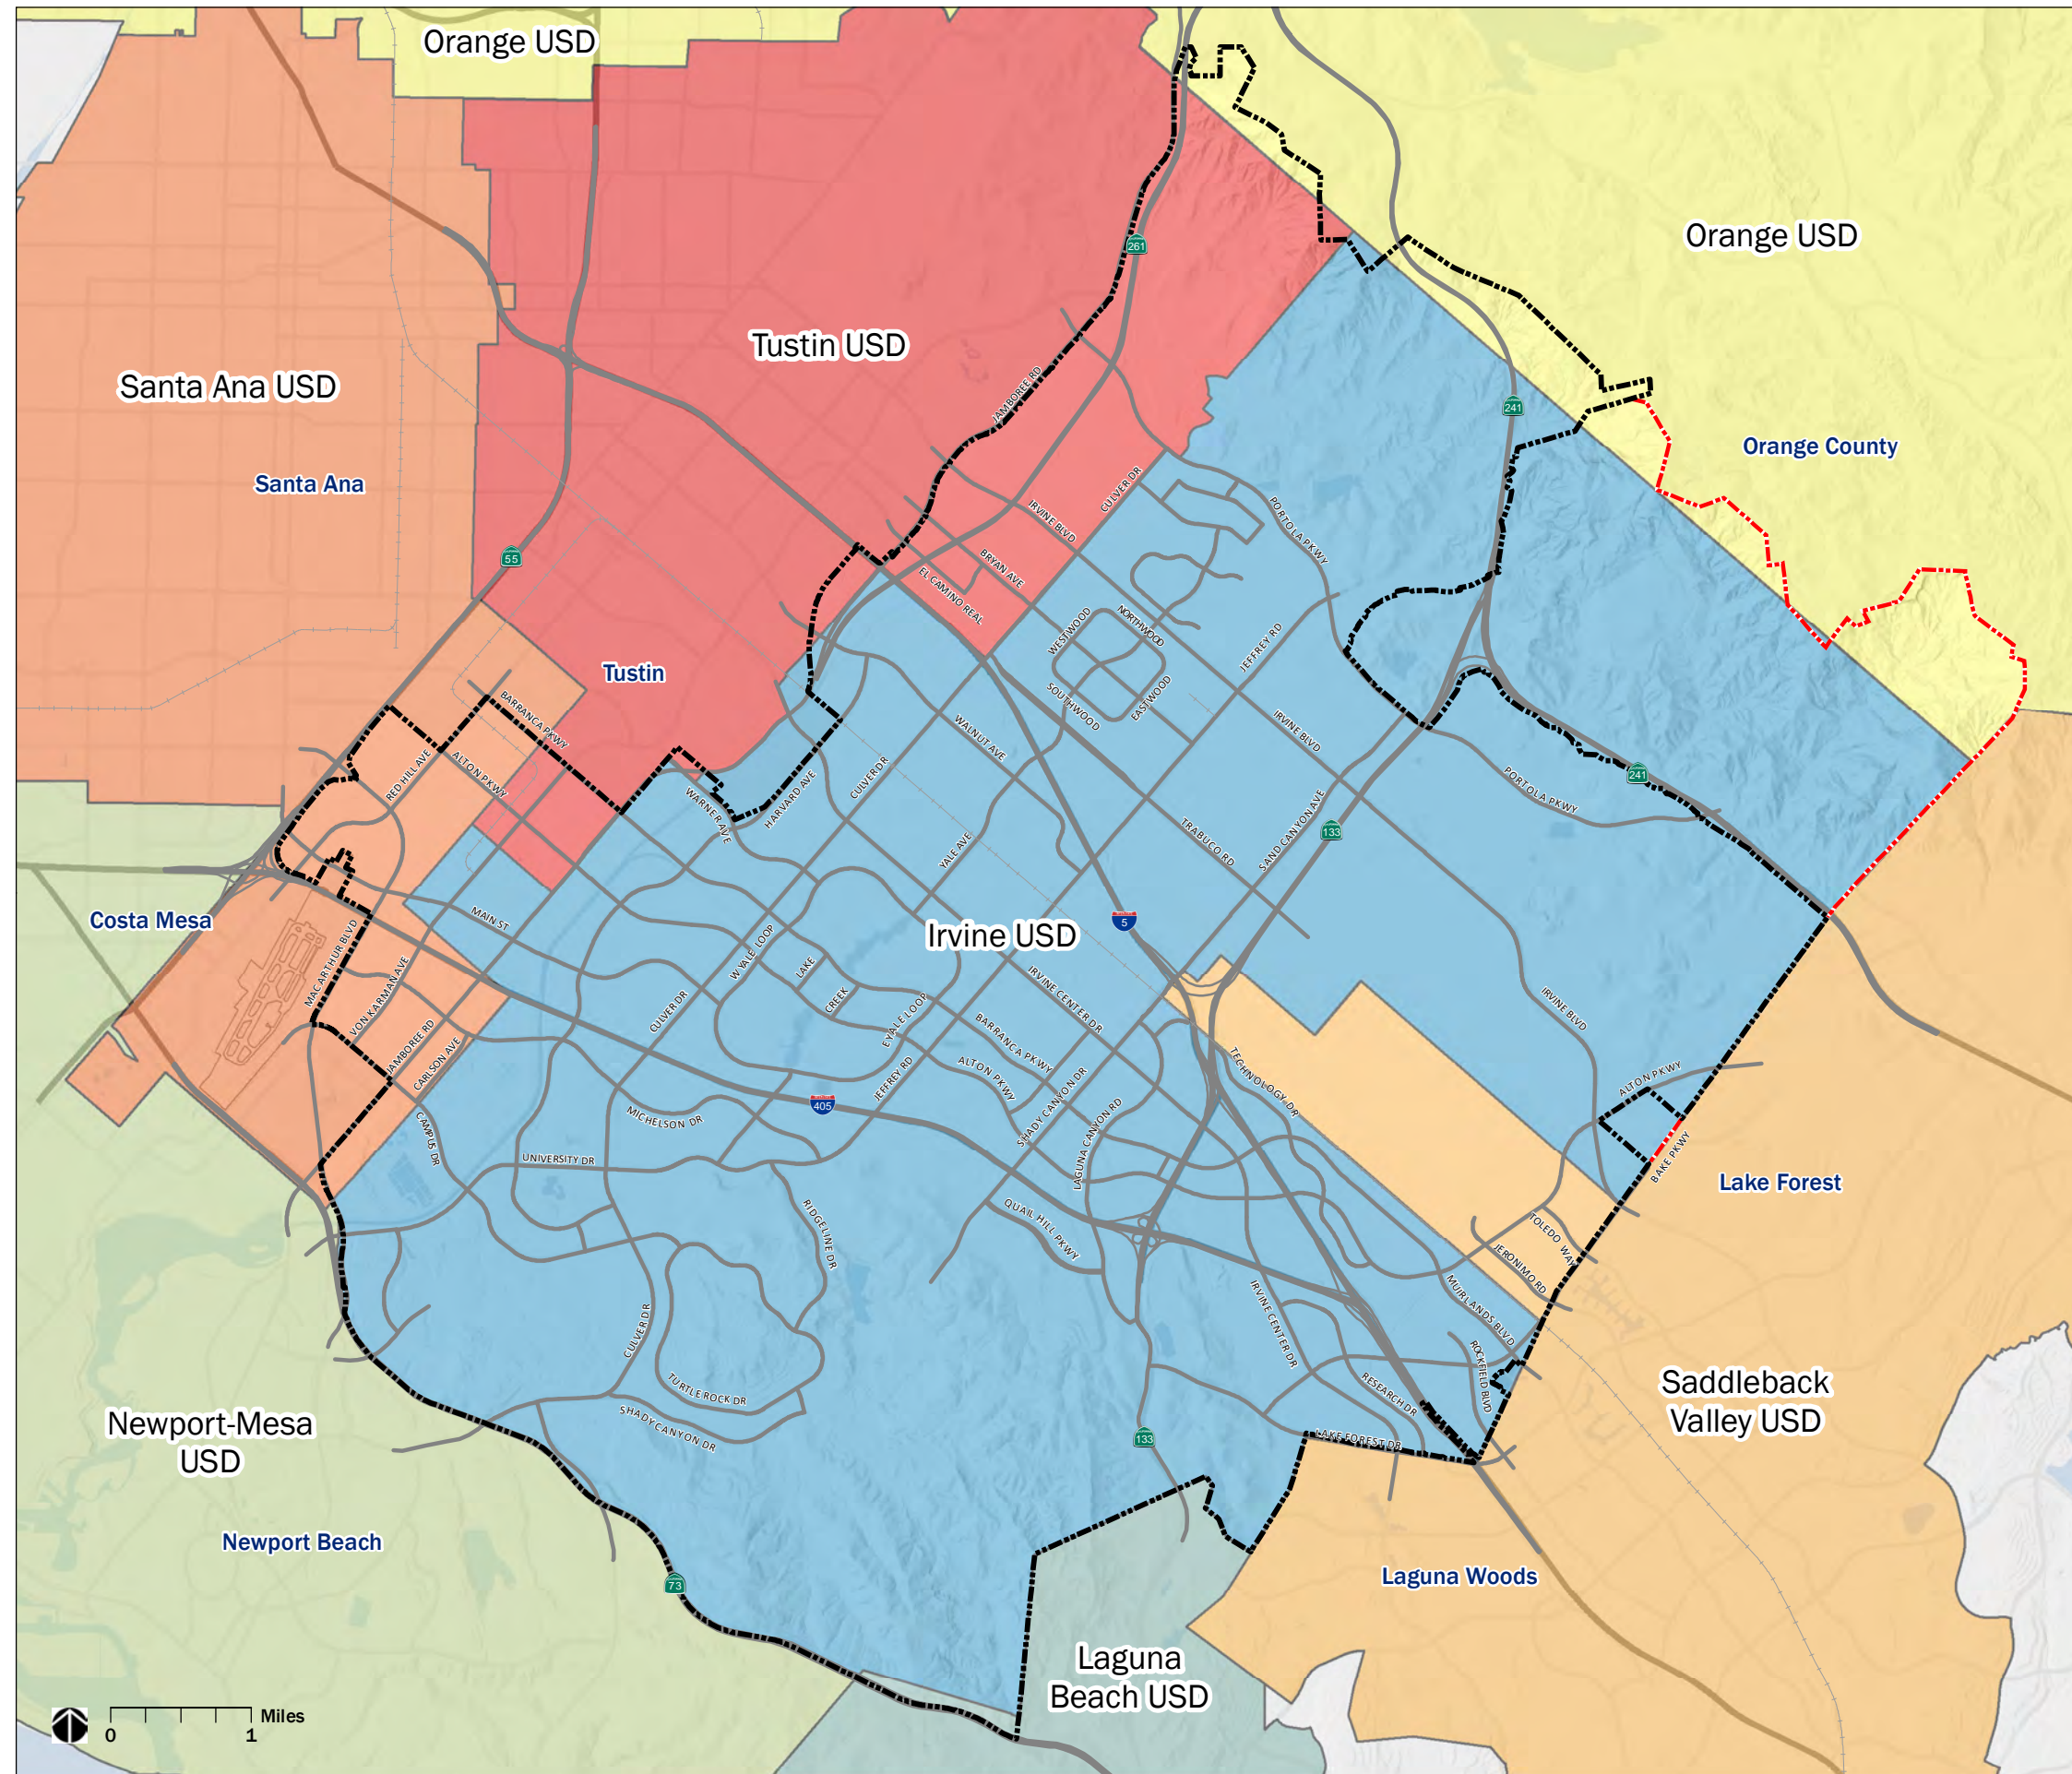 Orange USD
Orange USD
261
Tustin USD
JAMBOREE RD
Santa Ana USD
241
Orange County
Santa Ana
CULVER DR
IRVINE BLVD
PORTOLA PKWY
55
BRYAN AVE
EL CAMINO REAL
WESTWOOD
NORTHWOOD
JEFFREY RD
Tustin
SOUTHWOOD
EASTWOOD
BARRANCA PKWY
WALNUT AVE
IRVINE BLVD
RED HILL AVE
ALTON PKWY
CULVER DR
241
PORTOLA PKWY
WARNER AVE
HARVARD AVE
TRABUCO RD
SAND CANYON AVE
133
YALE AVE
Costa Mesa
MAIN ST
Irvine USD
5
MACARTHUR BLVD
VON KARMAN AVE
W YALE LOOP
LAKE
CREEK
CULVER DR
E YALE LOOP
IRVINE CENTER DR
IRVINE BLVD
JAMBOREE RD
CARLSON AVE
BARRANCA PKWY
ALTON PKWY
TECHNOLOGY DR
ALTON PKWY
405
JEFFREY RD
MICHELSON DR
SHADY CANYON DR
LAGUNA CANYON RD
CAMPUS DR
UNIVERSITY DR
BAKE PKWY
Lake Forest
RIDGELINE DR
QUAIL HILL PKWY
TOLEDO WAY
JERONIMO RD
CULVER DR
IRVINE CENTER DR
MUIRLANDS BLVD
ROCKFIELD BLVD
TURTLE ROCK DR
RESEARCH DR
Saddleback
Valley USD
SHADY CANYON DR
133
LAKE FOREST DR
Newport-Mesa
USD
Newport Beach
73
Laguna Woods
Laguna
Beach USD
Miles
0 1